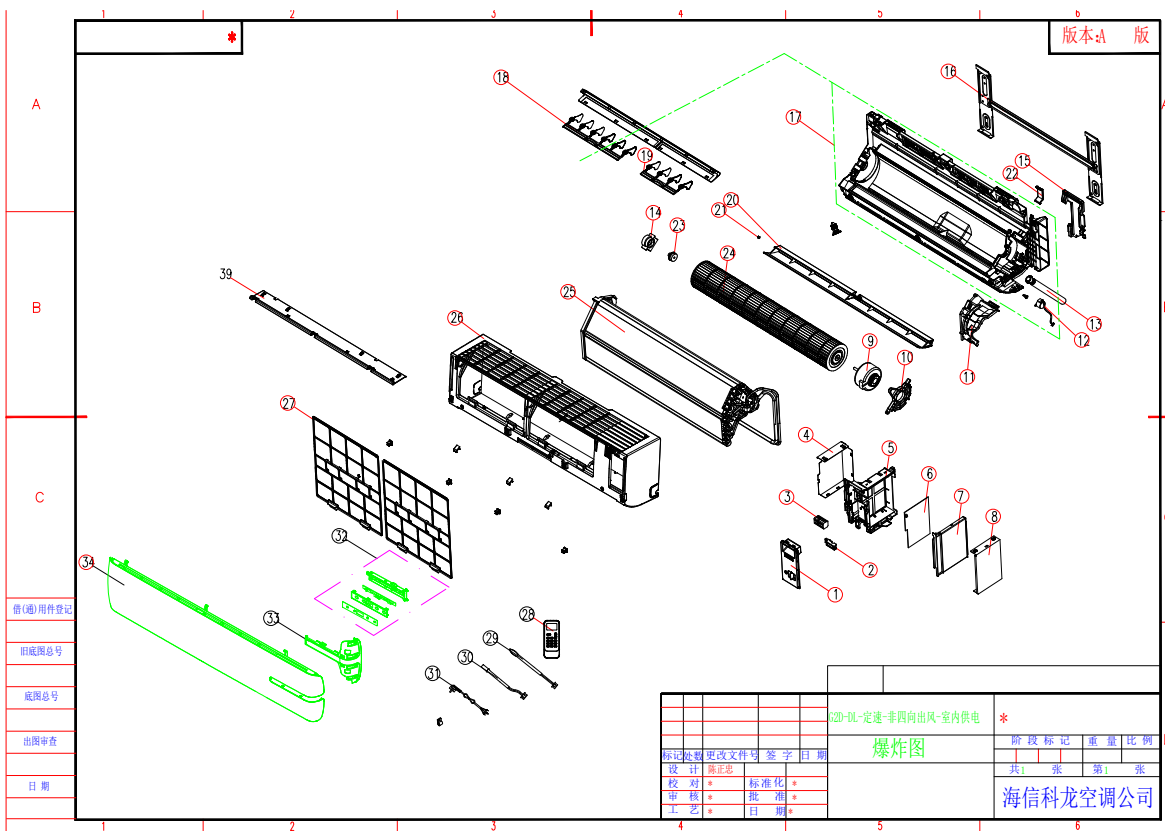 1 2 3 4 5 6
*
版本:A 版
A
B
C
16
18
17
19
15
22
20
21
14
23
24
39
25
26
13
12
9
10
11
27
4
5
6
7
3
8
32
2
34
1
33
28
29
30
31
借(通)用件登记
旧底图总号
底图总号
出图审查
日 期
G2D-DL-定速-非四向出风-室内供电
*
爆炸图
标记 处数 更改文件号 签 字 日 期
阶 段 标 记 重 量 比 例
设 计 陈正忠
共1 张 第1 张
校 对 * 标准化 *
审 核 * 批 准 *
工 艺 * 日 期 *
海信科龙空调公司
1 2 3 4 5 6